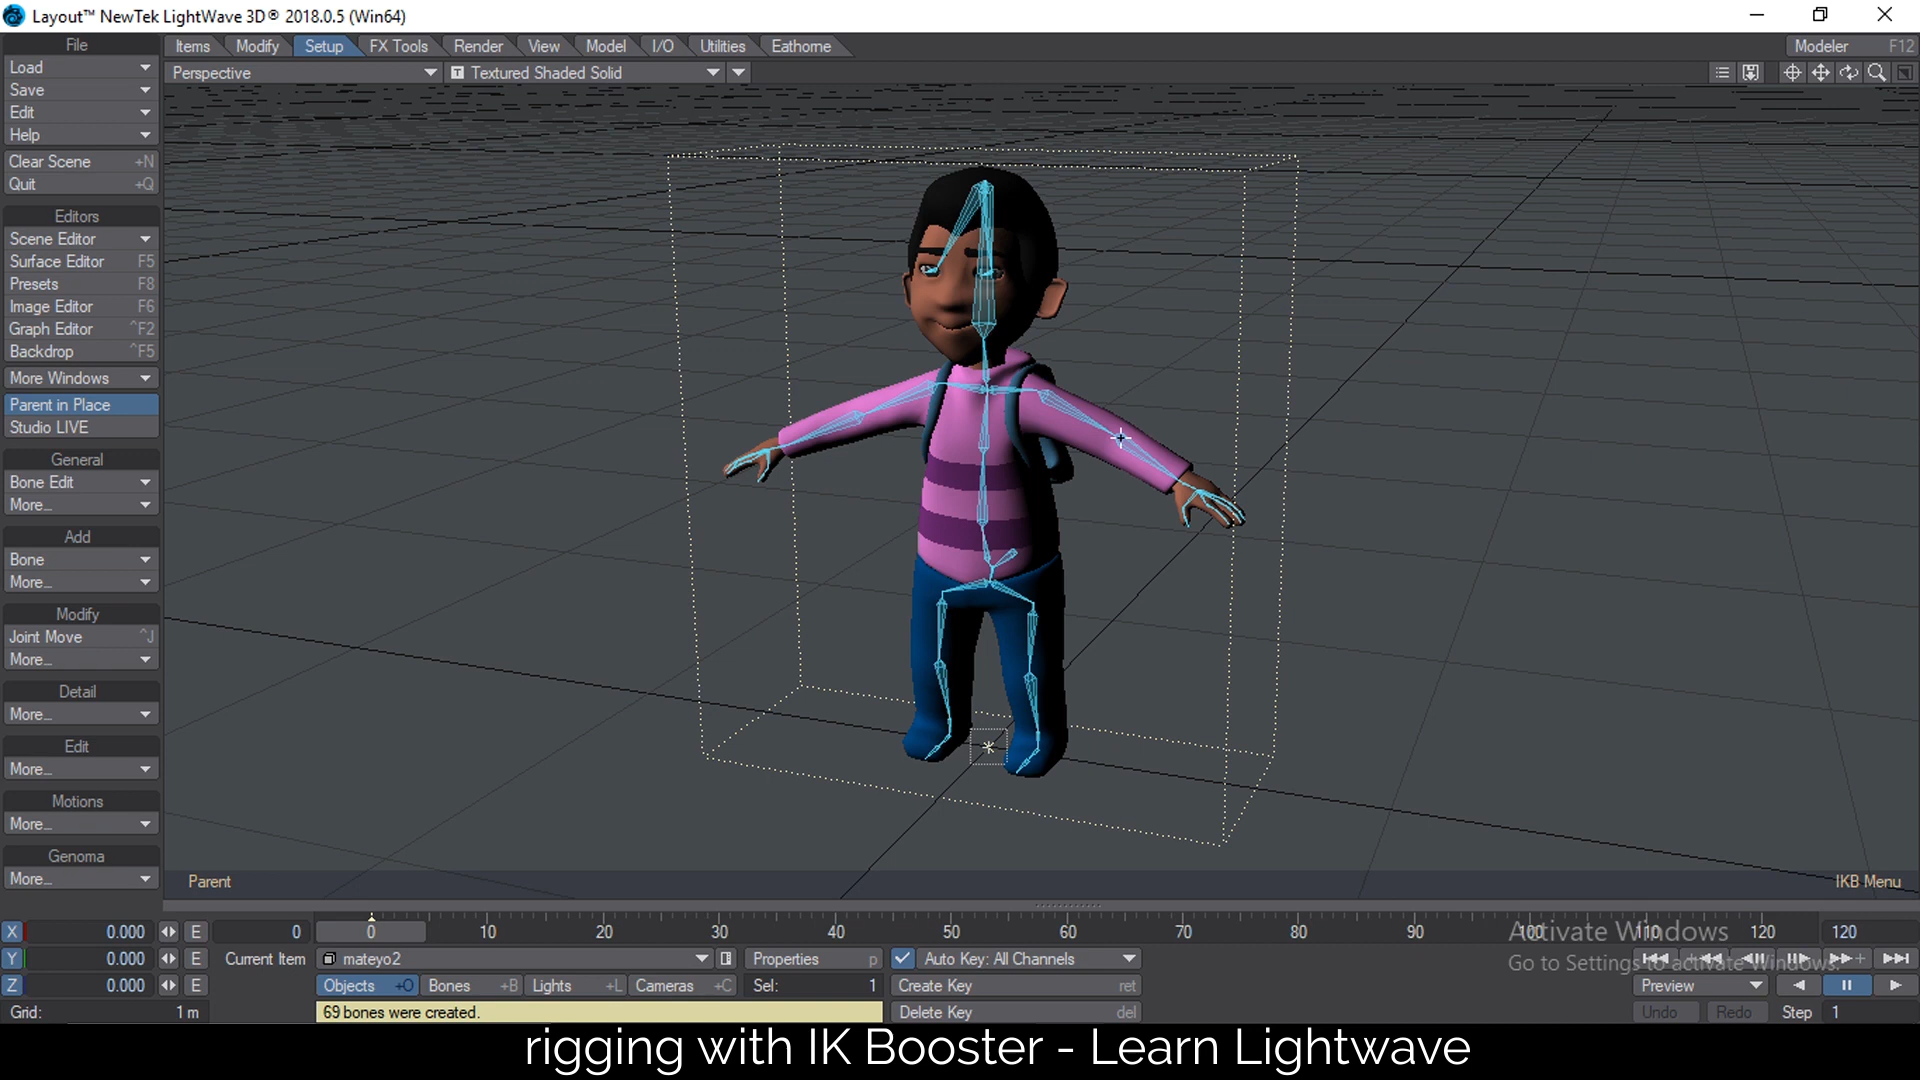 Layout™ NewTek LightWave 3D® 2018.0.5 (Win64)
File
Items Modify Setup FX Tools Render View Model I/O Utilities Eathorne Modeler F12
Load
Perspective T Textured Shaded Solid
Save
Edit
Help
Clear Scene +N
Quit +Q
Editors
Scene Editor
Surface Editor F5
Presets F8
Image Editor F6
Graph Editor ^F2
Backdrop ^F5
More Windows
Parent in Place
Studio LIVE
General
Bone Edit
More...
Add
Bone
More...
Modify
Joint Move ^J
More...
Detail
More...
Edit
More...
Motions
More...
Genoma
More...
Parent IKB Menu
X 0.000 E 0 0 10 20 30 40 50 60 70 80 90 100 110 120 120
Activate Windows
Y 0.000 E Current Item mateyo2 Properties p Auto Key: All Channels
Go to Settings to activate Windows.
Z 0.000 E Objects +O Bones +B Lights +L Cameras +C Sel: 1 Create Key ret Preview
Grid: 1 m 69 bones were created. Delete Key del Undo Redo Step 1
rigging with IK Booster - Learn Lightwave